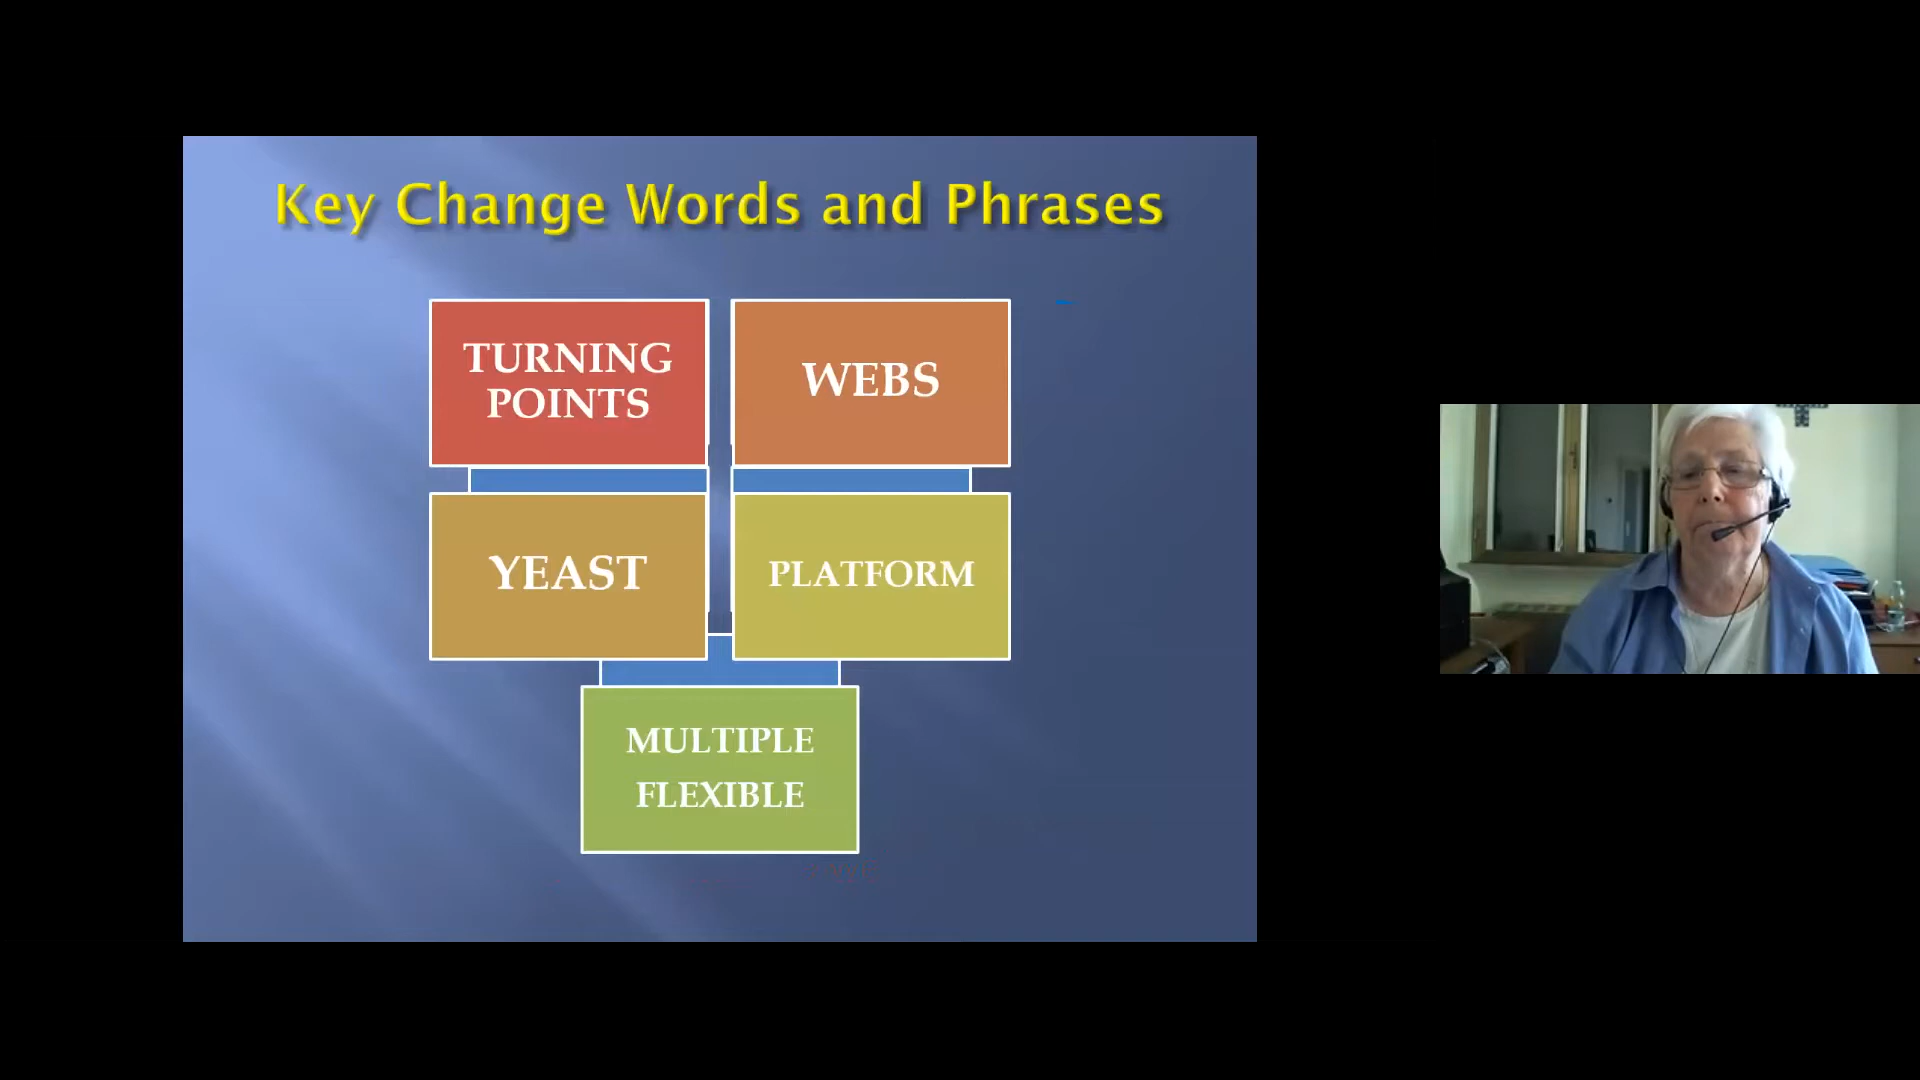 Key Change Words and Phrases
TURNING
POINTS
WEBS
YEAST
PLATFORM
MULTIPLE
FLEXIBLE